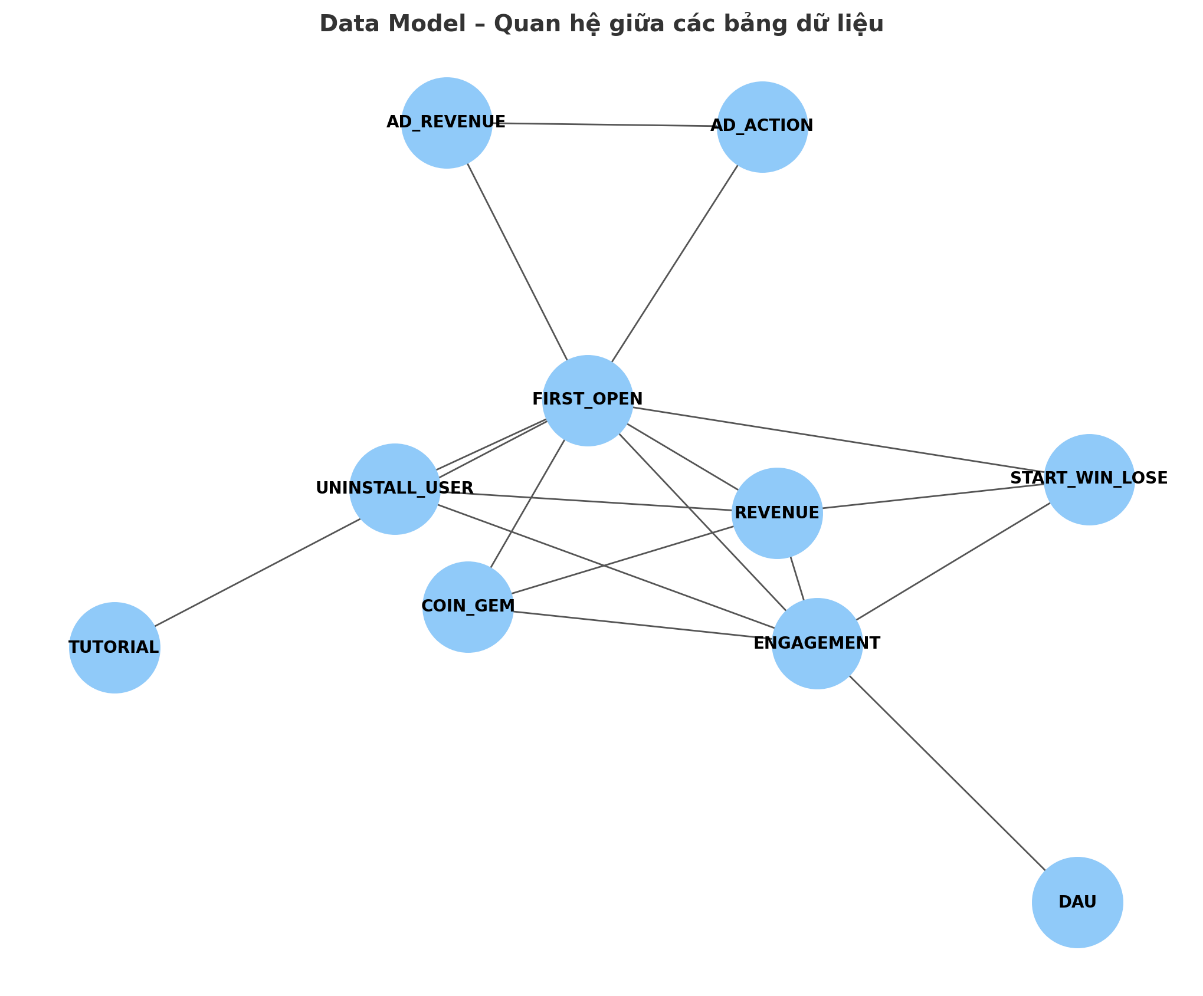 Data Model – Quan hệ giữa các bảng dữ liệu
AD_REVENUE
AD_ACTION
FIRST_OPEN
START_WIN_LOSE
UNINSTALL_USER
REVENUE
COIN_GEM
ENGAGEMENT
TUTORIAL
DAU